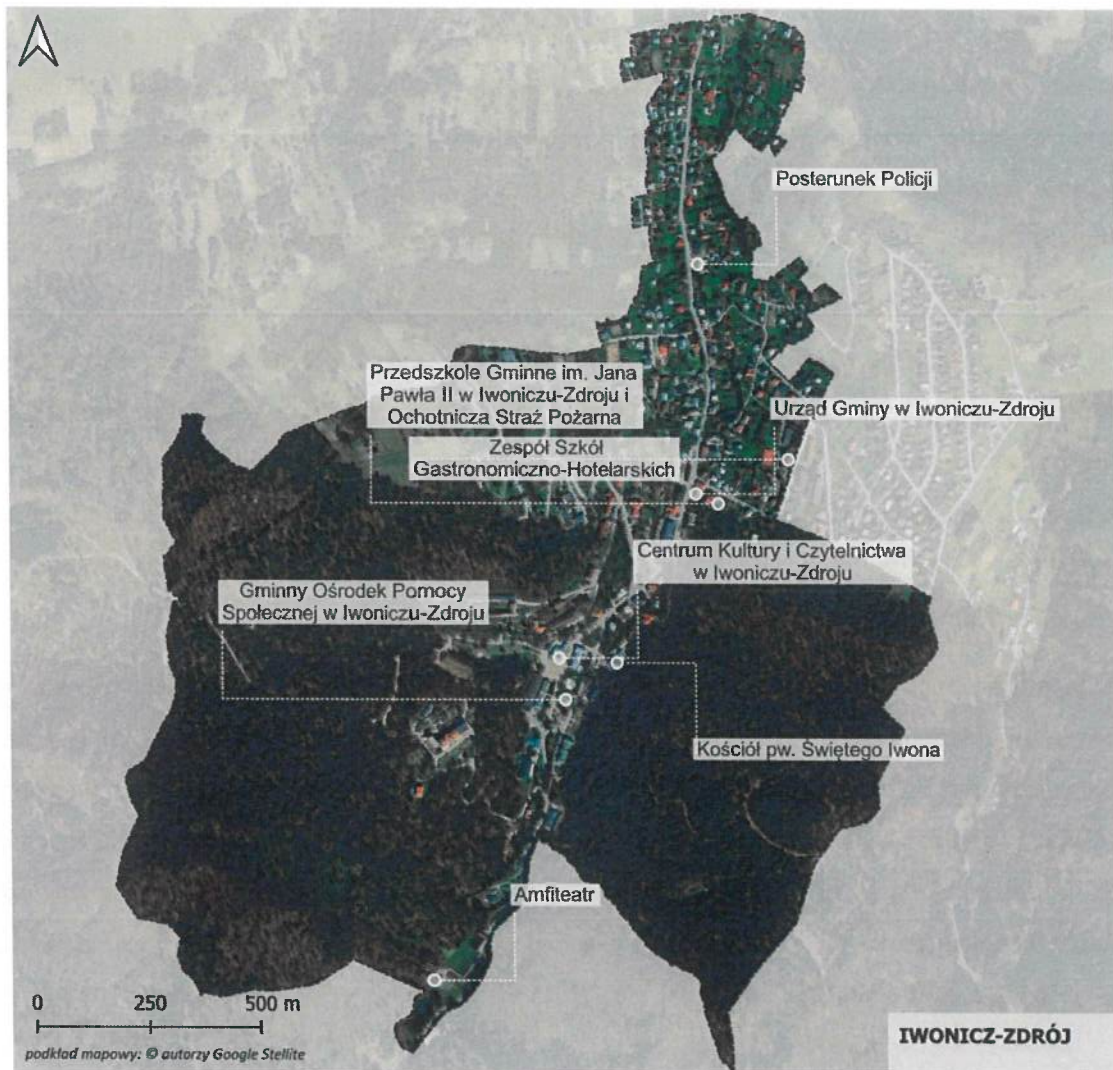 Posterunek Policji
Przedszkole Gminne im. Jana
Pawła II w Iwoniczu-Zdroju i
Ochotnicza Straż Pożarna
Urząd Gminy w Iwoniczu-Zdroju
Zespół Szkół
Gastronomiczno-Hotelarskich
Centrum Kultury i Czytelnictwa
w Iwoniczu-Zdroju
Gminny Ośrodek Pomocy
Społecznej w Iwoniczu-Zdroju
Kościół pw. Świętego Iwona
Amfiteatr
0 250 500 m
podkład mapowy: © autorzy Google Stellite
IWONICZ-ZDRÓJ